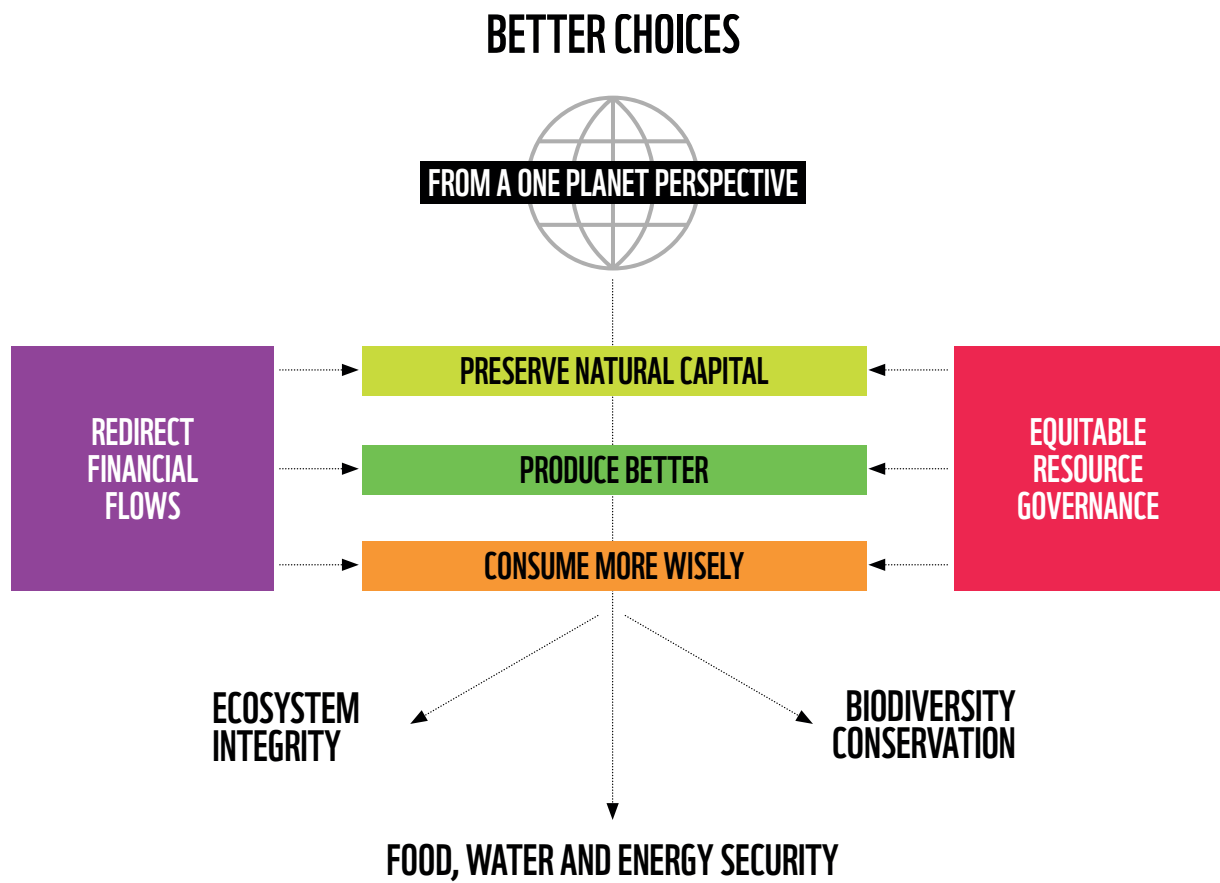 BETTER CHOICES
FROM A ONE PLANET PERSPECTIVE
PRESERVE NATURAL CAPITAL
REDIRECT
FINANCIAL
FLOWS
PRODUCE BETTER
EQUITABLE
RESOURCE
GOVERNANCE
CONSUME MORE WISELY
ECOSYSTEM
INTEGRITY
BIODIVERSITY
CONSERVATION
FOOD, WATER AND ENERGY SECURITY